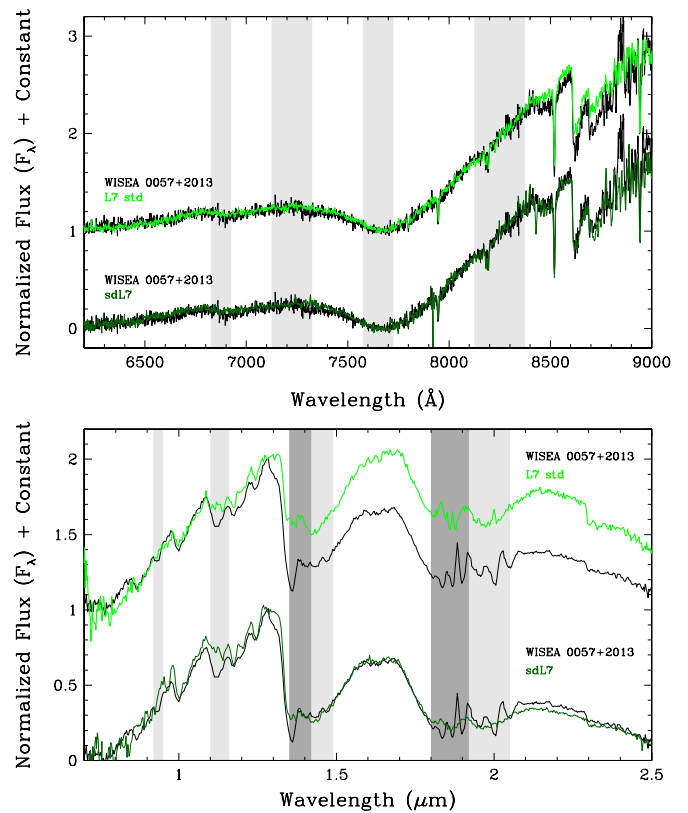 Normalized Flux (Fλ) + Constant
3
2
1
0
WISEA 0057+2013
L7 std
WISEA 0057+2013
sdL7
6500 7000 7500 8000 8500 9000
Wavelength (Å)
Normalized Flux (Fλ) + Constant
2
1.5
1
0.5
0
WISEA 0057+2013
L7 std
WISEA 0057+2013
sdL7
1 1.5 2 2.5
Wavelength (μm)